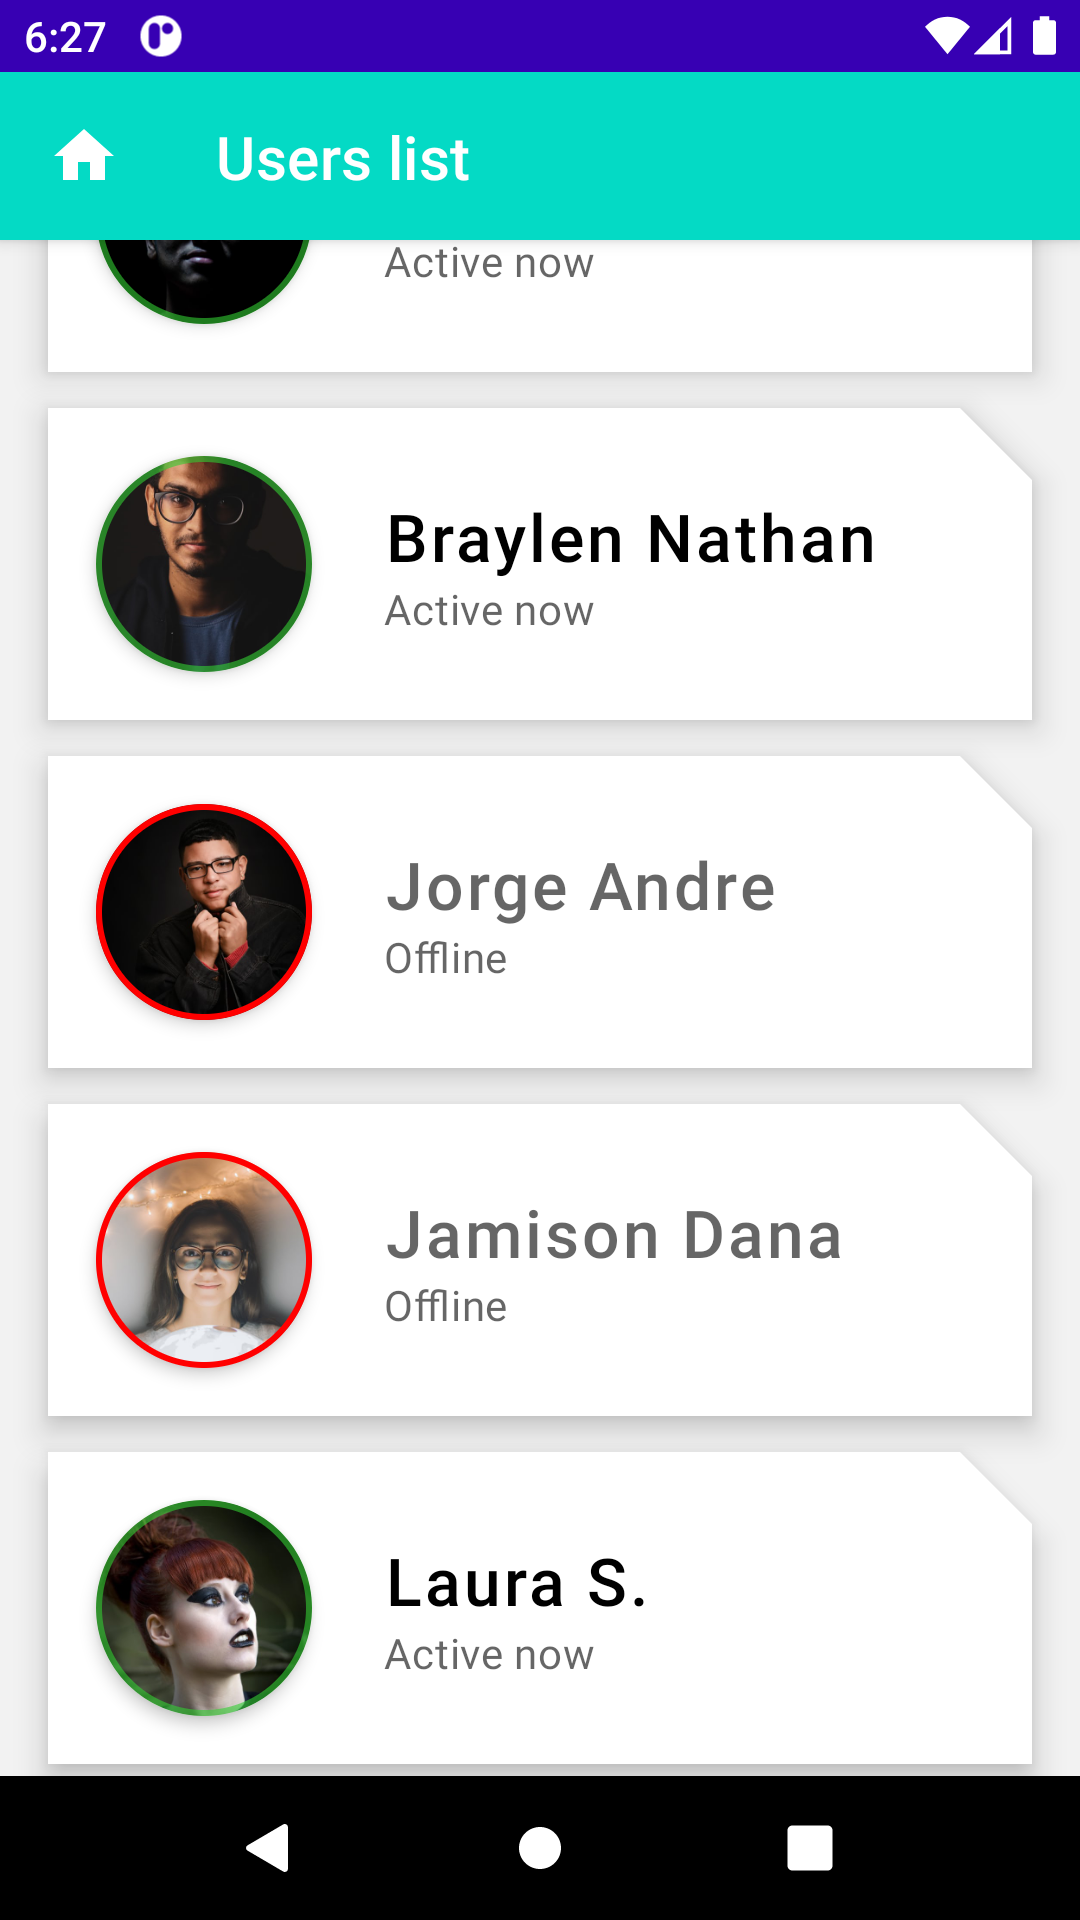 6:27
Users list
Active now
Braylen Nathan
Active now
Jorge Andre
Offline
Jamison Dana
Offline
Laura S.
Active now